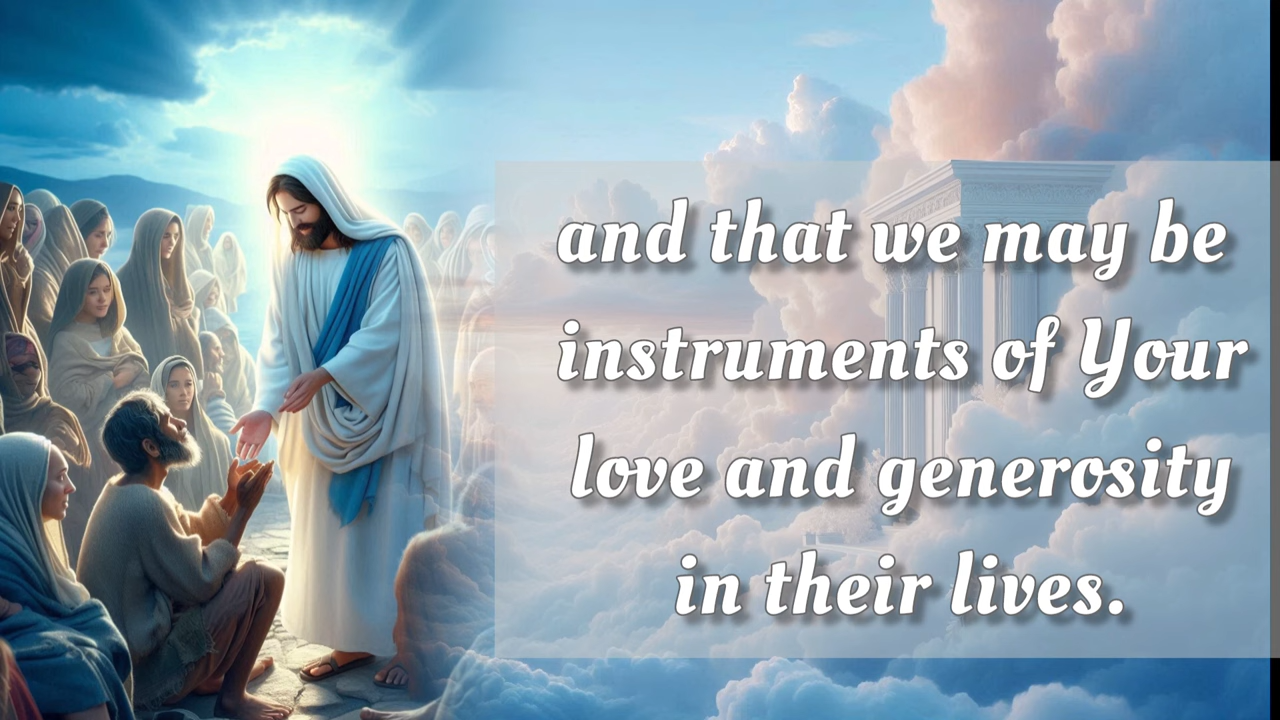 and that we may be
instruments of Your
love and generosity
in their lives.